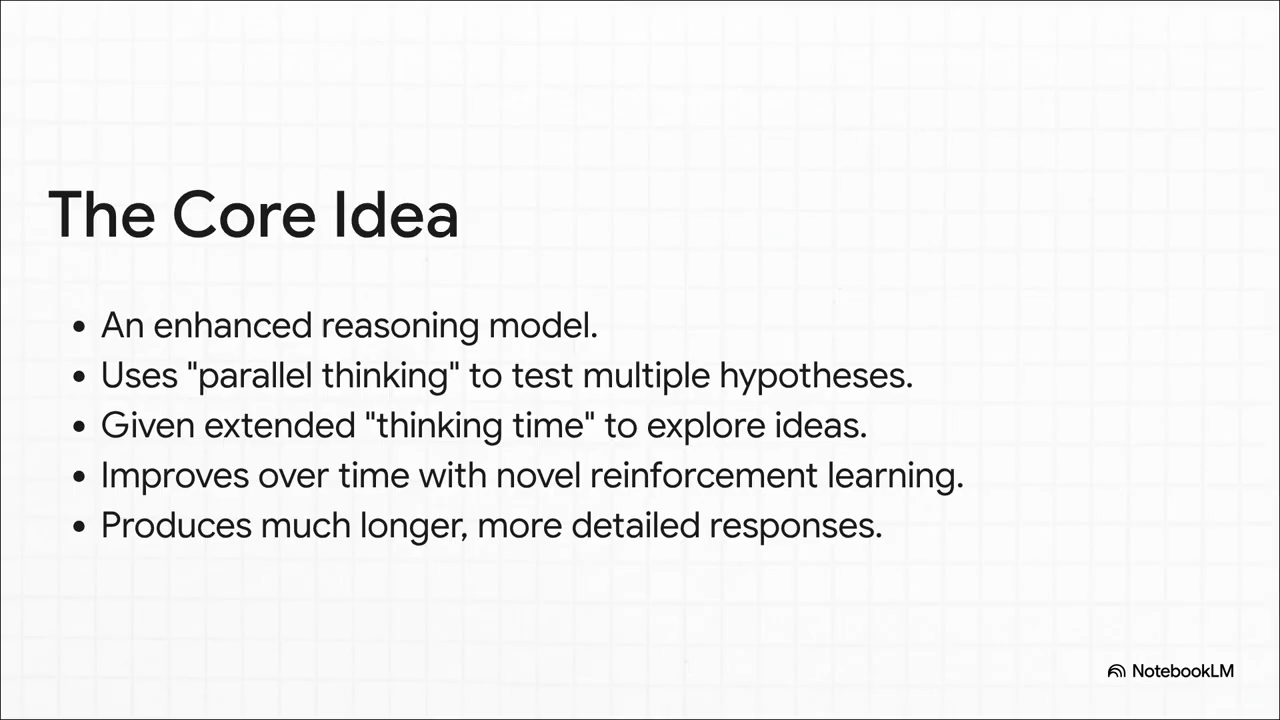 The Core Idea
• An enhanced reasoning model.
• Uses "parallel thinking" to test multiple hypotheses.
• Given extended "thinking time" to explore ideas.
• Improves over time with novel reinforcement learning.
• Produces much longer, more detailed responses.
NotebookLM